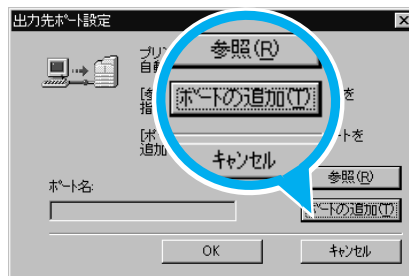 出力先ポート設定
プリン
自動
参照(R)
[参
を
指
ポートの追加(T)
[ポ
トを
追加
キャンセル
参照(R)
ポート名:
ポートの追加(T)
OK
キャンセル